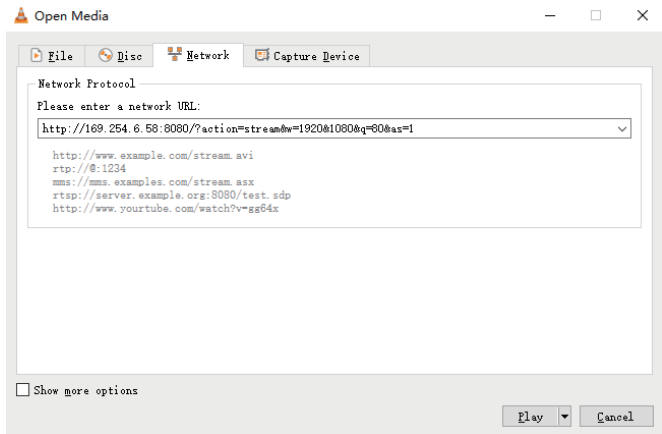 Open Media
File Disc Network Capture Device
Network Protocol
Please enter a network URL:
http://169.254.6.58:8080/?action=stream&w=1920&1080&q=80&as=1
http://www.example.com/stream.avi
rtp://@:1234
mms://mms.examples.com/stream.asx
rtsp://server.example.org:8080/test.sdp
http://www.yourtube.com/watch?v=gg64x
Show more options
Play Cancel